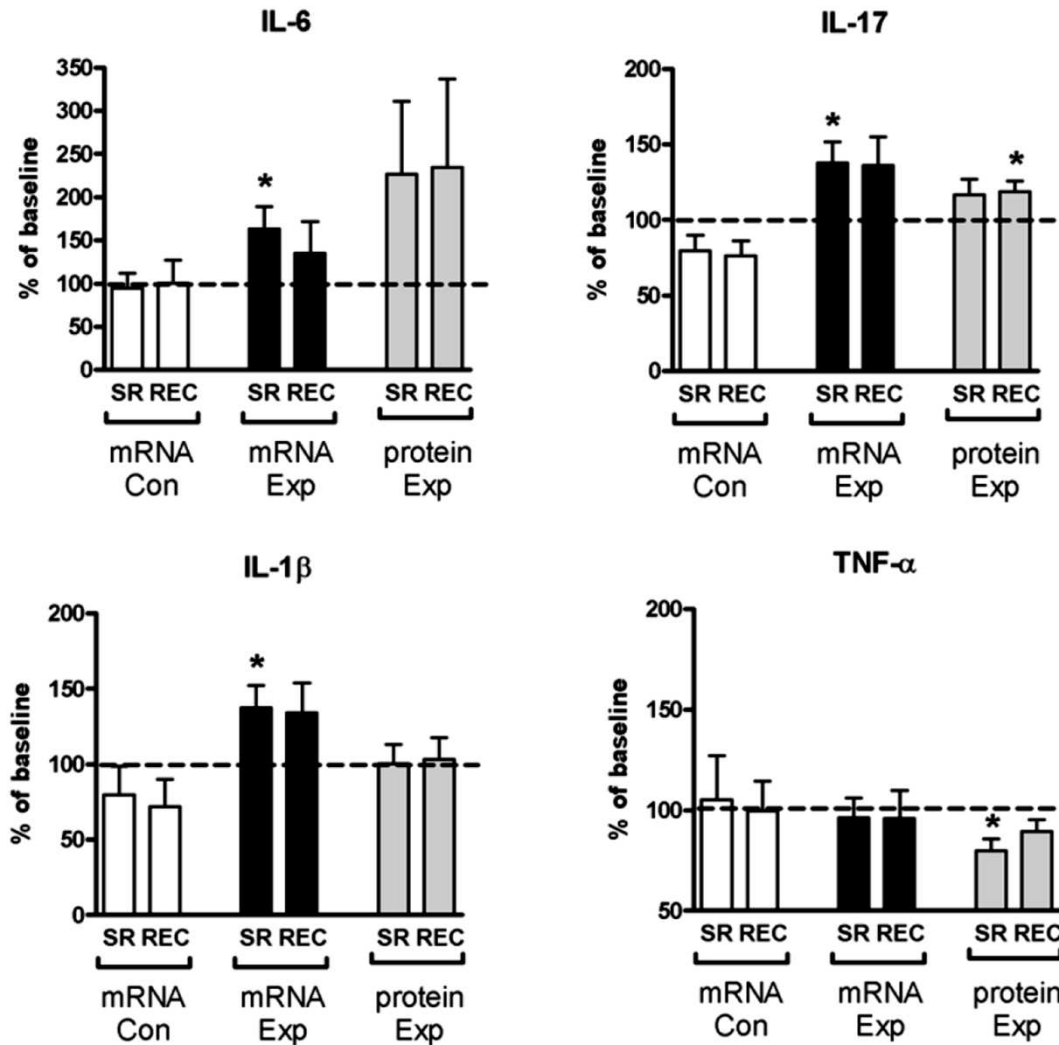 IL-6
% of baseline
350
300
250
200
150
100
50
0
*
SR REC SR REC SR REC
mRNA mRNA protein
Con Exp Exp
IL-17
% of baseline
200
150
100
50
0
* *
SR REC SR REC SR REC
mRNA mRNA protein
Con Exp Exp
IL-1β
% of baseline
200
150
100
50
0
*
SR REC SR REC SR REC
mRNA mRNA protein
Con Exp Exp
TNF-α
% of baseline
200
150
100
50
*
SR REC SR REC SR REC
mRNA mRNA protein
Con Exp Exp